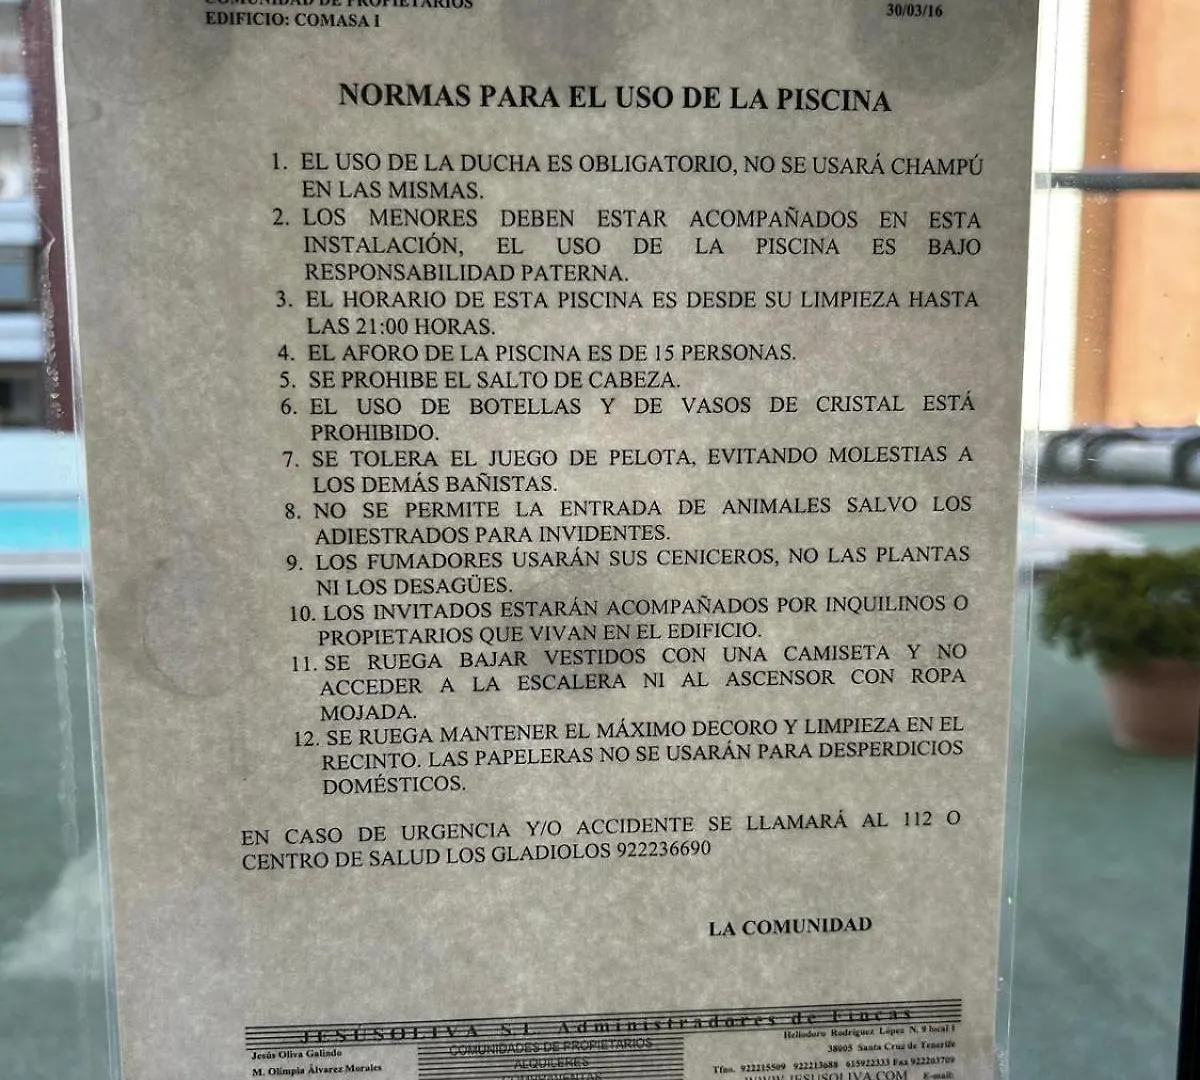 COMUNIDAD DE PROPIETARIOS
EDIFICIO: COMASA I
30/03/16
NORMAS PARA EL USO DE LA PISCINA
1. EL USO DE LA DUCHA ES OBLIGATORIO, NO SE USARÁ CHAMPÚ
EN LAS MISMAS.
2. LOS MENORES DEBEN ESTAR ACOMPAÑADOS EN ESTA
INSTALACIÓN, EL USO DE LA PISCINA ES BAJO
RESPONSABILIDAD PATERNA.
3. EL HORARIO DE ESTA PISCINA ES DESDE SU LIMPIEZA HASTA
LAS 21:00 HORAS.
4. EL AFORO DE LA PISCINA ES DE 15 PERSONAS.
5. SE PROHIBE EL SALTO DE CABEZA.
6. EL USO DE BOTELLAS Y DE VASOS DE CRISTAL ESTÁ
PROHIBIDO.
7. SE TOLERA EL JUEGO DE PELOTA, EVITANDO MOLESTIAS A
LOS DEMÁS BAÑISTAS.
8. NO SE PERMITE LA ENTRADA DE ANIMALES SALVO LOS
ADIESTRADOS PARA INVIDENTES.
9. LOS FUMADORES USARÁN SUS CENICEROS, NO LAS PLANTAS
NI LOS DESAGÜES.
10. LOS INVITADOS ESTARÁN ACOMPAÑADOS POR INQUILINOS O
PROPIETARIOS QUE VIVAN EN EL EDIFICIO.
11. SE RUEGA BAJAR VESTIDOS CON UNA CAMISETA Y NO
ACCEDER A LA ESCALERA NI AL ASCENSOR CON ROPA
MOJADA.
12. SE RUEGA MANTENER EL MÁXIMO DECORO Y LIMPIEZA EN EL
RECINTO. LAS PAPELERAS NO SE USARÁN PARA DESPERDICIOS
DOMÉSTICOS.
EN CASO DE URGENCIA Y/O ACCIDENTE SE LLAMARÁ AL 112 O
CENTRO DE SALUD LOS GLADIOLOS 922236690
LA COMUNIDAD
JESÚSOLIVA S.L Administradores de Fincas
Jesús Oliva Galindo
M. Olimpia Álvarez Morales
COMUNIDADES DE PROPIETARIOS
ALQUILERES
Heliodoro Rodríguez López N. 9 local 1
38005 Santa Cruz de Tenerife
Tfno. 922215509 922213688 615922333 Fax 922203709
WWW.JESUSOLIVA.COM E-mail: